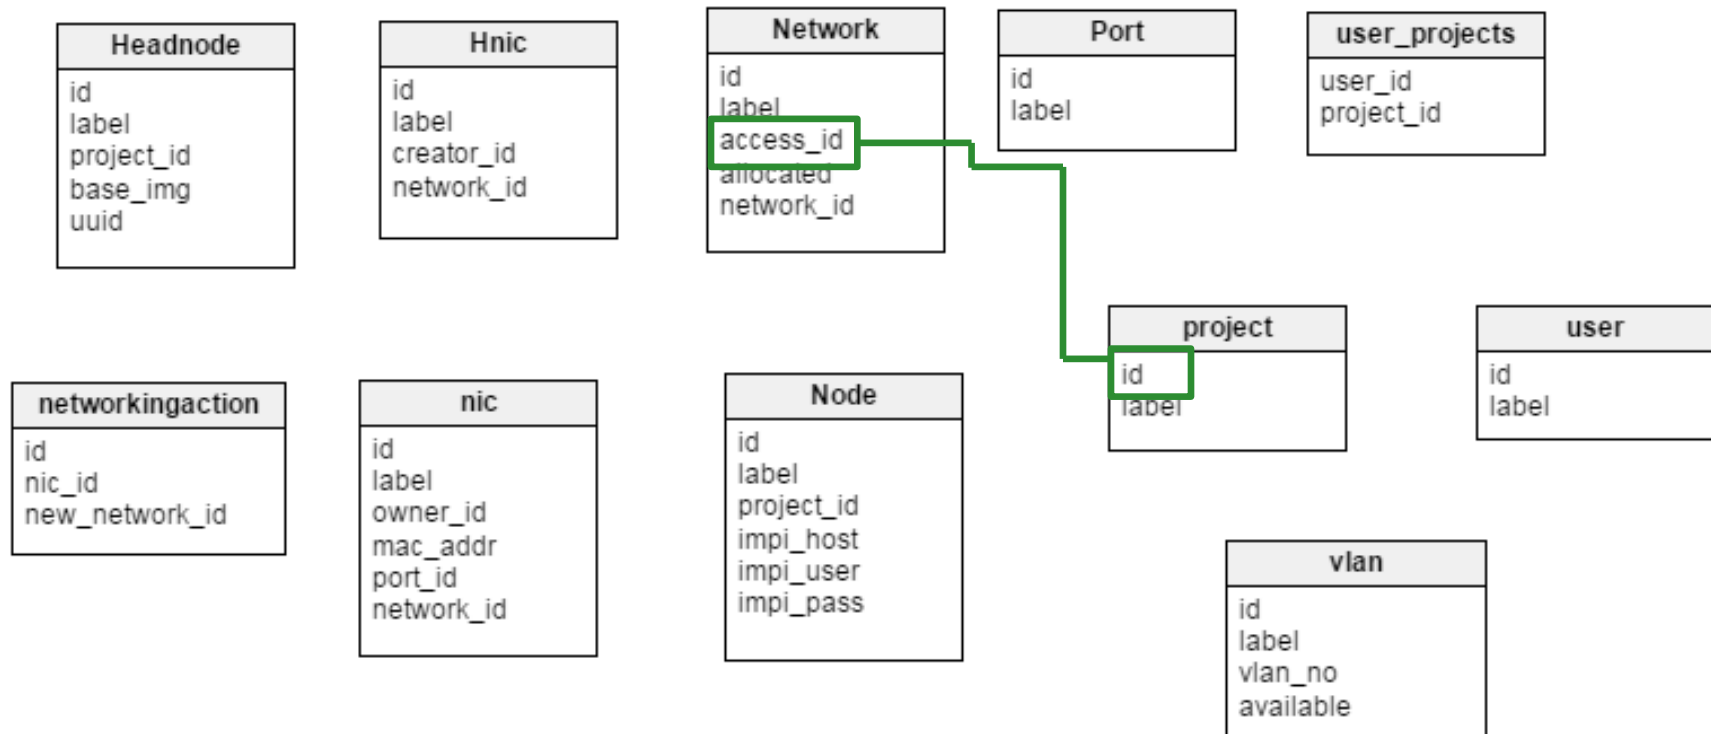 Headnode
id
label
project_id
base_img
uuid
Hnic
id
label
creator_id
network_id
Network
id
label
access_id
allocated
network_id
Port
id
label
user_projects
user_id
project_id
project
id
label
user
id
label
networkingaction
id
nic_id
new_network_id
nic
id
label
owner_id
mac_addr
port_id
network_id
Node
id
label
project_id
impi_host
impi_user
impi_pass
vlan
id
label
vlan_no
available